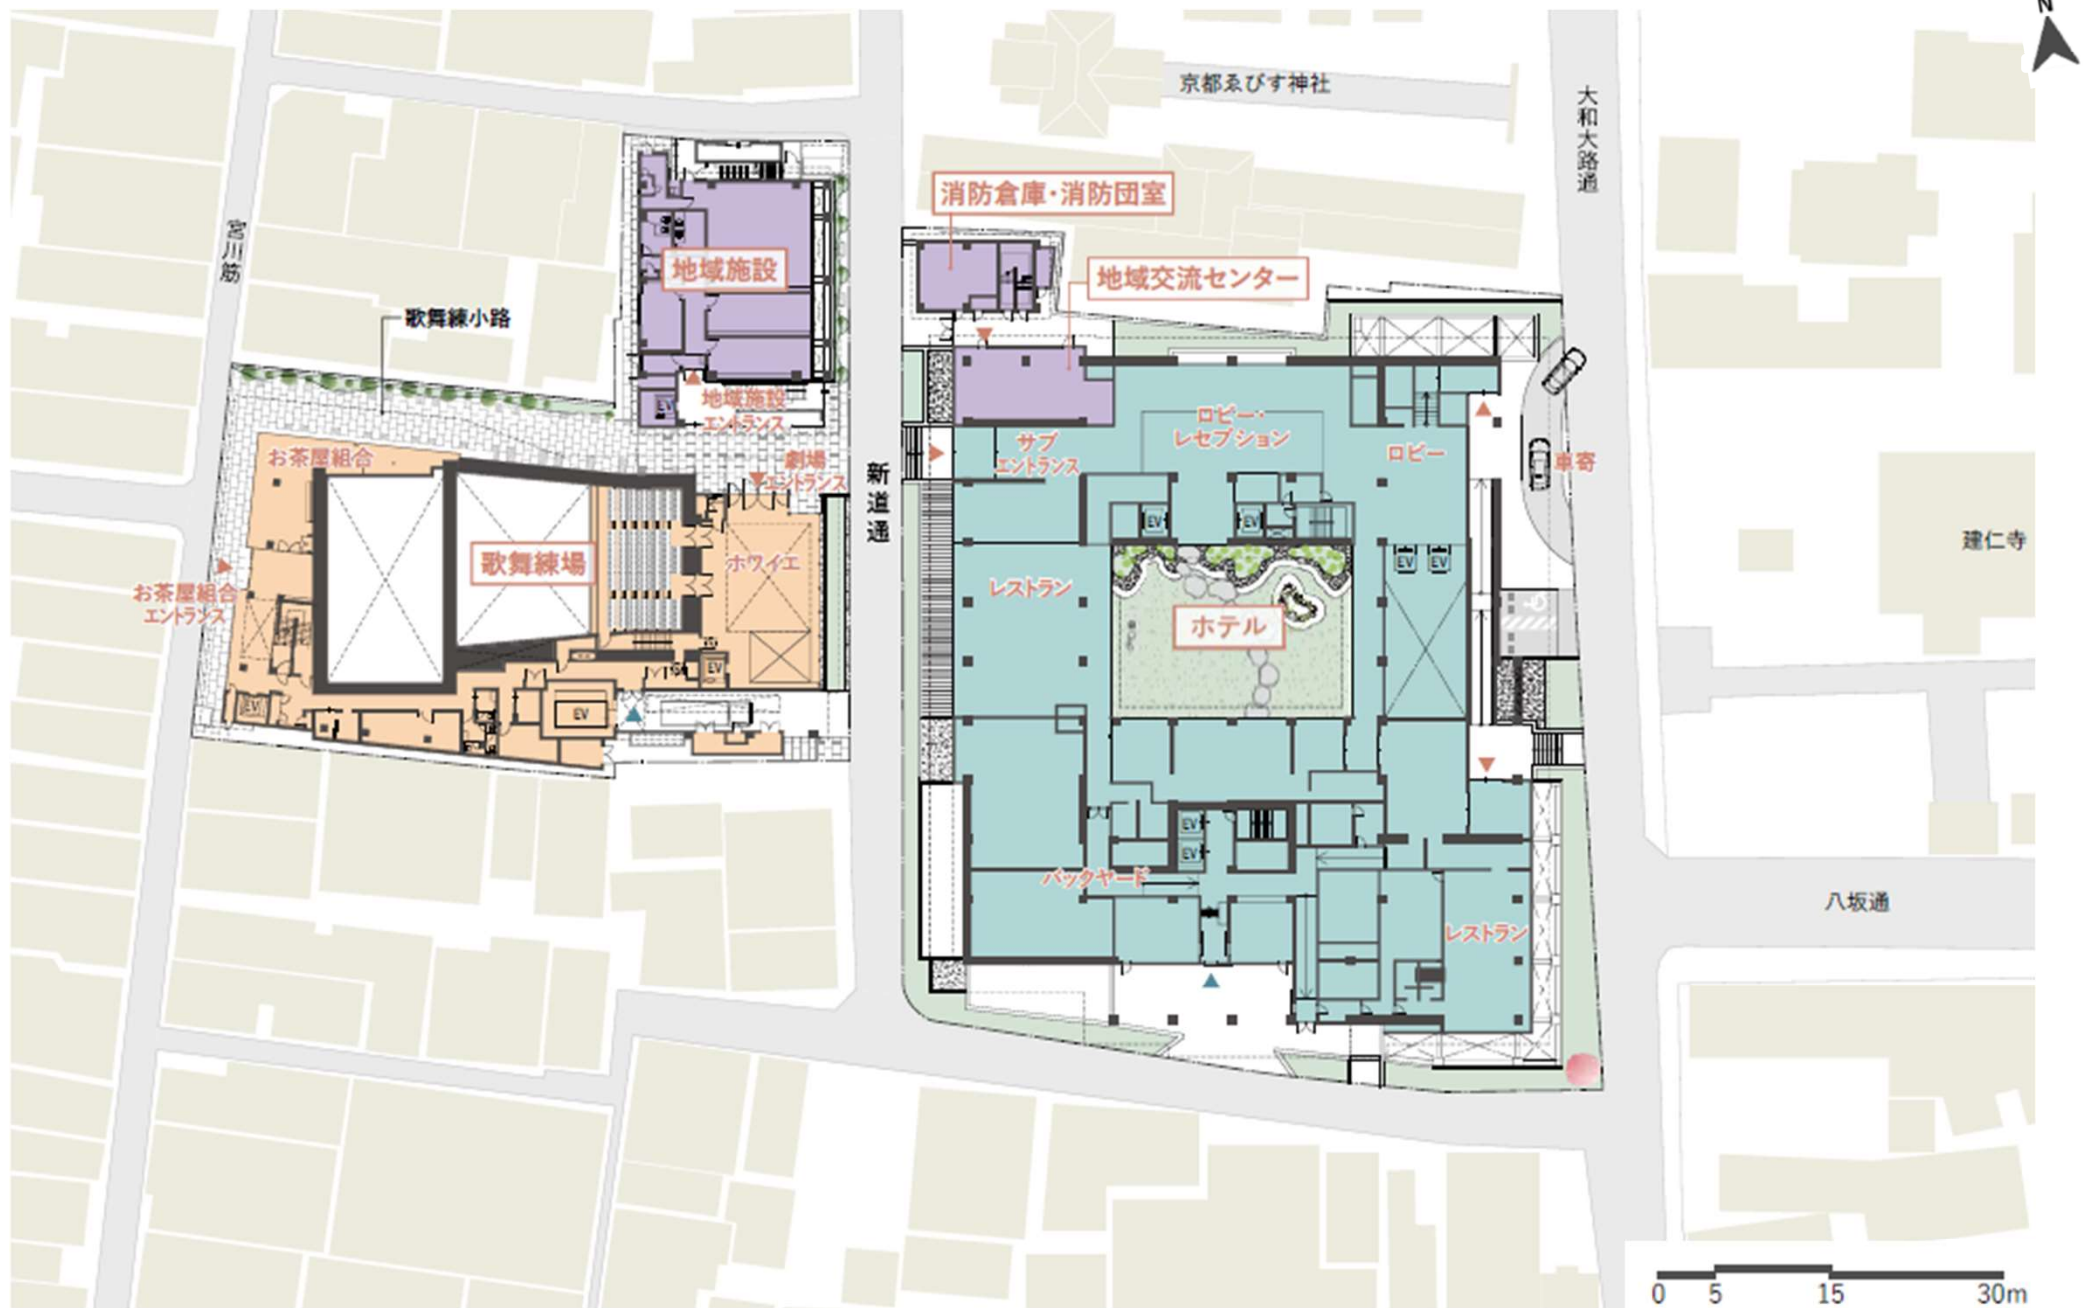 N
京都ゑびす神社
大和大路通
消防倉庫・消防団室
宮川筋
地域施設
地域交流センター
歌舞練小路
EV
地域施設
エントランス
ロビー・
レセプション
お茶屋組合
劇場
エントランス
新道通
サブ
エントランス
ロビー
車寄
EV
EV
建仁寺
歌舞練場
ホワイエ
EV
EV
お茶屋組合
エントランス
レストラン
ホテル
EV
EV
EV
EV
EV
バックヤード
八坂通
レストラン
0 5 15 30m